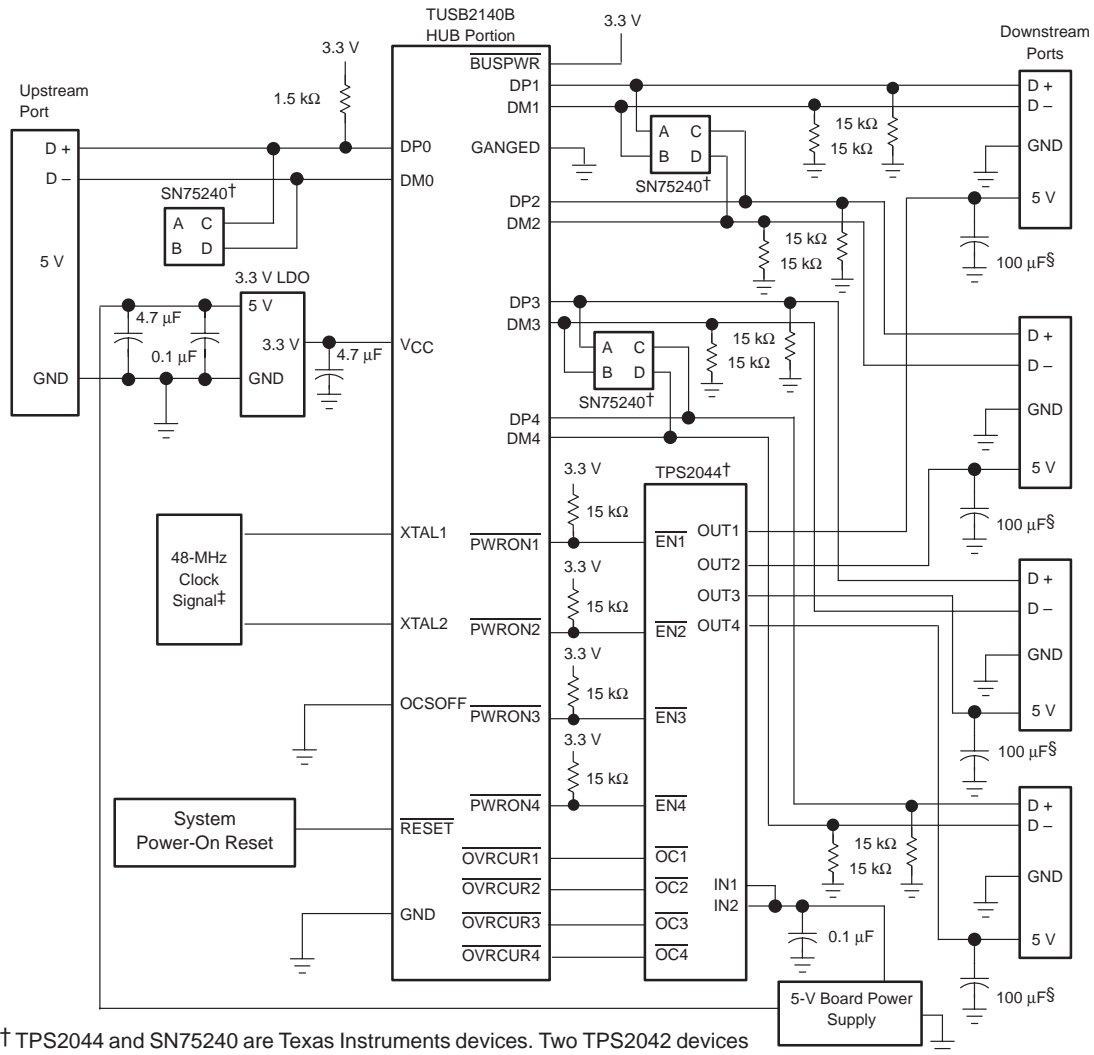 TUSB2140B
HUB Portion
3.3 V
3.3 V
Downstream
Ports
Upstream
Port
1.5 kΩ
BUSPWR
DP1
DM1
D +
D –
15 kΩ
15 kΩ
A C
B D
SN75240†
GND
5 V
100 µF§
D +
D –
DP0
DM0
GANGED
SN75240†
A C
B D
5 V
DP2
DM2
15 kΩ
15 kΩ
3.3 V LDO
5 V
4.7 µF
0.1 µF
3.3 V
GND
GND
4.7 µF
VCC
DP3
DM3
15 kΩ
15 kΩ
A C
B D
SN75240†
D +
D –
GND
5 V
100 µF§
DP4
DM4
3.3 V
15 kΩ
TPS2044†
48-MHz
Clock
Signal‡
XTAL1
XTAL2
PWRON1
EN1
OUT1
OUT2
OUT3
OUT4
3.3 V
15 kΩ
PWRON2
EN2
3.3 V
15 kΩ
D +
D –
GND
5 V
100 µF§
OCSOFF
PWRON3
EN3
3.3 V
15 kΩ
PWRON4
EN4
System
Power-On Reset
RESET
OVRCUR1
OC1
OVRCUR2
OC2
OVRCUR3
OC3
OVRCUR4
OC4
GND
IN1
IN2
0.1 µF
15 kΩ
15 kΩ
D +
D –
GND
5 V
100 µF§
5-V Board Power
Supply
† TPS2044 and SN75240 are Texas Instruments devices. Two TPS2042 devices